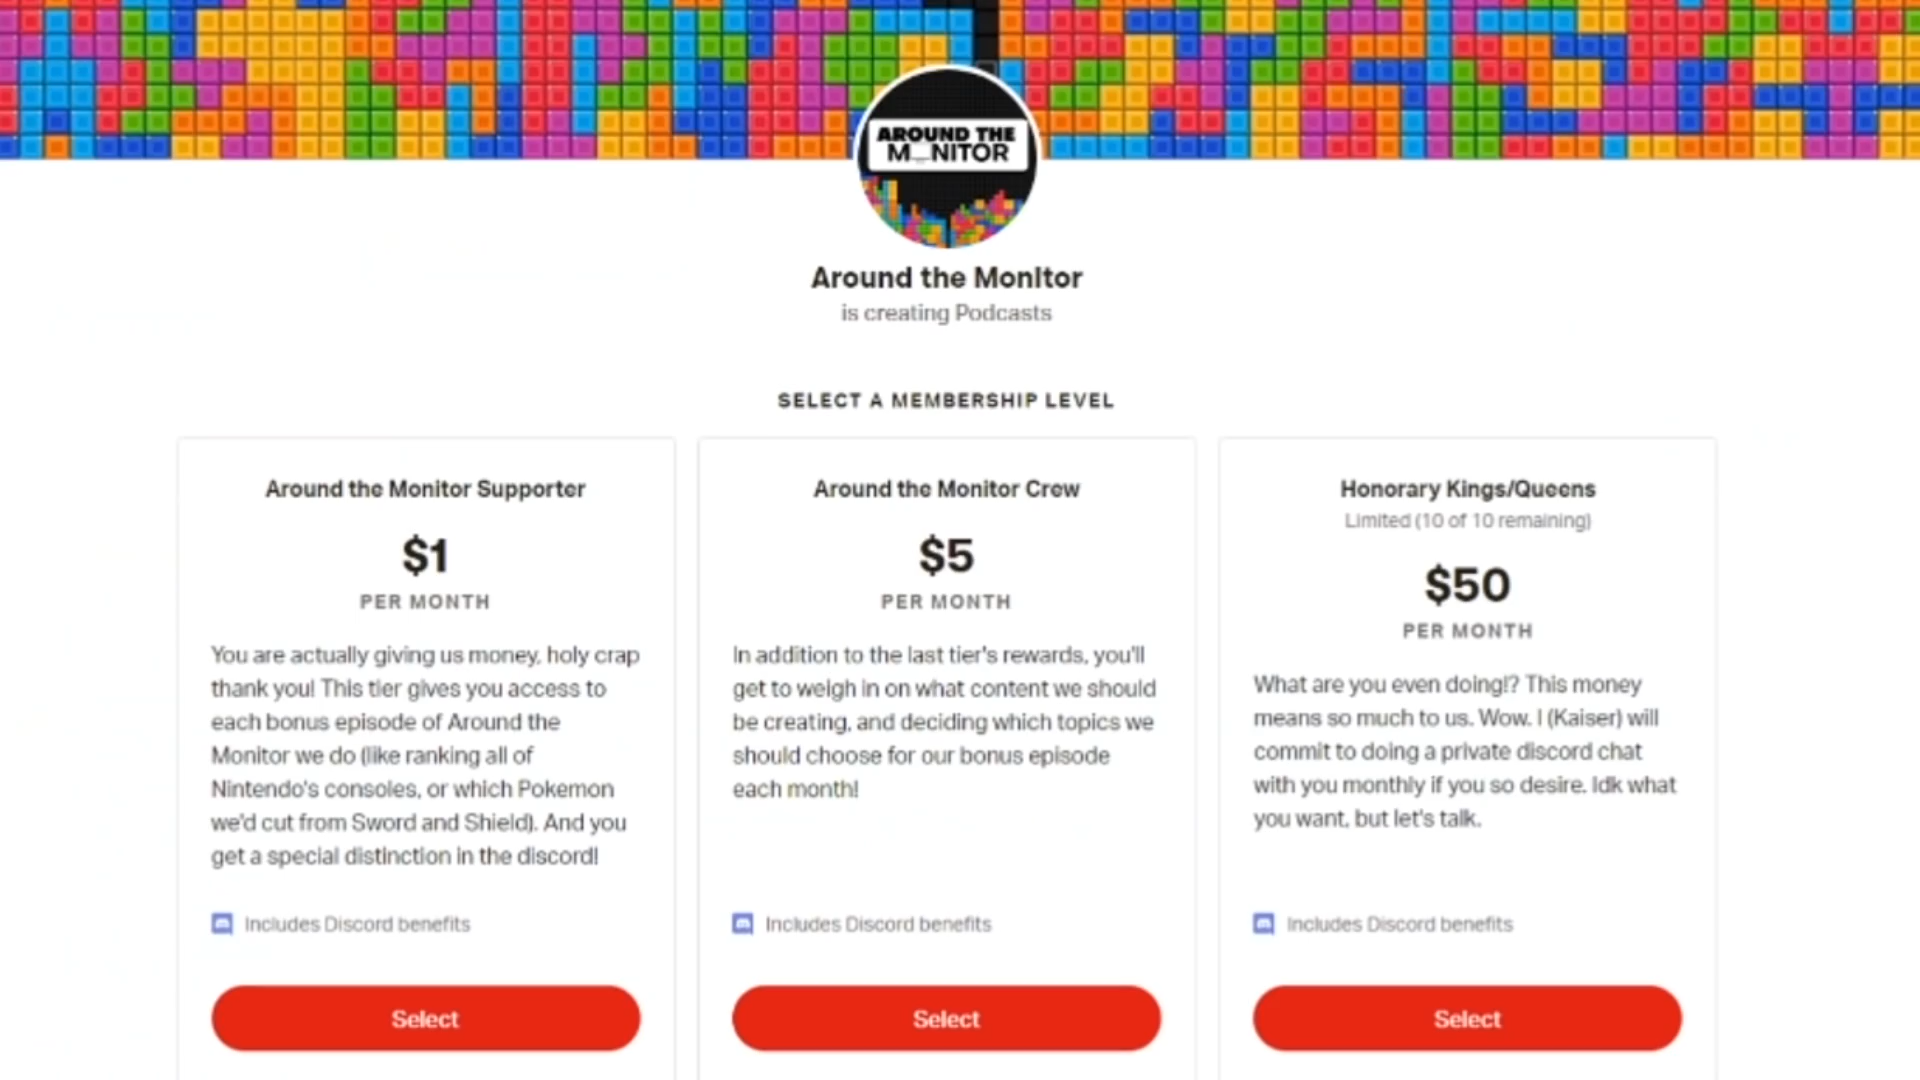 AROUND THE
M_NITOR
Around the Monitor
is creating Podcasts
SELECT A MEMBERSHIP LEVEL
Around the Monitor Supporter
$1
PER MONTH
You are actually giving us money, holy crap
thank you! This tier gives you access to
each bonus episode of Around the
Monitor we do (like ranking all of
Nintendo's consoles, or which Pokemon
we'd cut from Sword and Shield). And you
get a special distinction in the discord!
Includes Discord benefits
Select
Around the Monitor Crew
$5
PER MONTH
In addition to the last tier's rewards, you'll
get to weigh in on what content we should
be creating, and deciding which topics we
should choose for our bonus episode
each month!
Includes Discord benefits
Select
Honorary Kings/Queens
Limited (10 of 10 remaining)
$50
PER MONTH
What are you even doing!? This money
means so much to us. Wow. I (Kaiser) will
commit to doing a private discord chat
with you monthly if you so desire. Idk what
you want, but let's talk.
Includes Discord benefits
Select